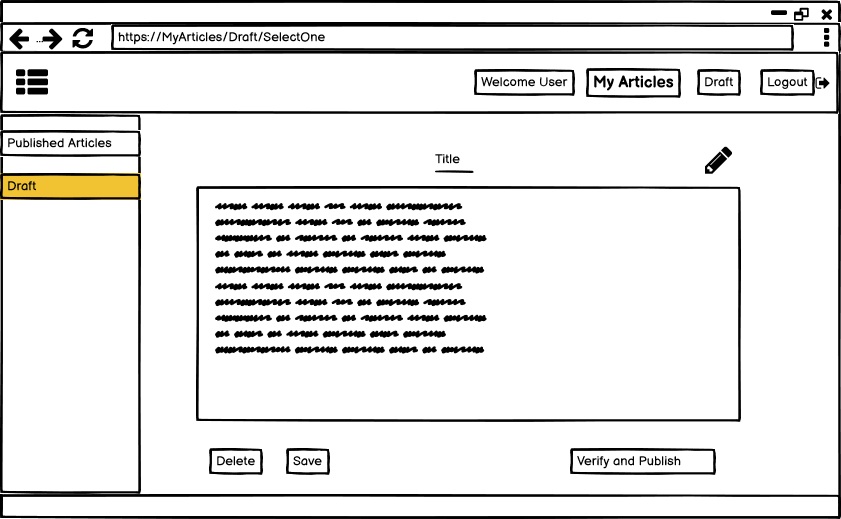 https://MyArticles/Draft/SelectOne
Welcome User
My Articles
Draft
Logout
Published Articles
Draft
Title
Delete
Save
Verify and Publish